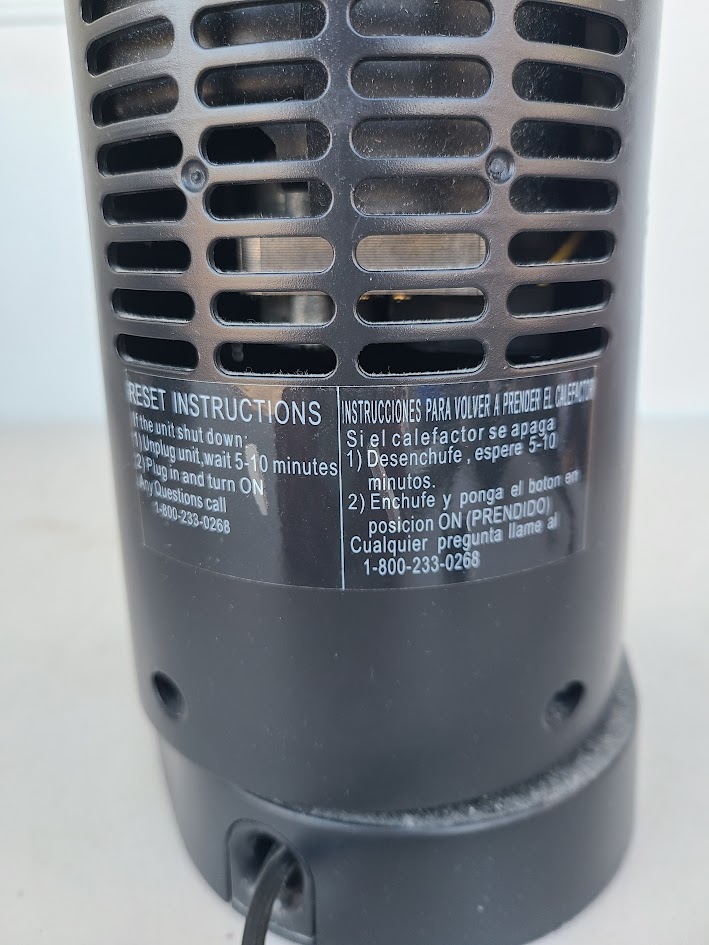 RESET INSTRUCTIONS
If the unit shut down:
1) Unplug unit, wait 5-10 minutes
2) Plug in and turn ON
Any Questions call
1-800-233-0268
INSTRUCCIONES PARA VOLVER A PRENDER EL CALEFACTOR
Si el calefactor se apaga
1) Desenchufe, espere 5-10
minutos.
2) Enchufe y ponga el boton en
posicion ON (PRENDIDO)
Cualquier pregunta llame al
1-800-233-0268